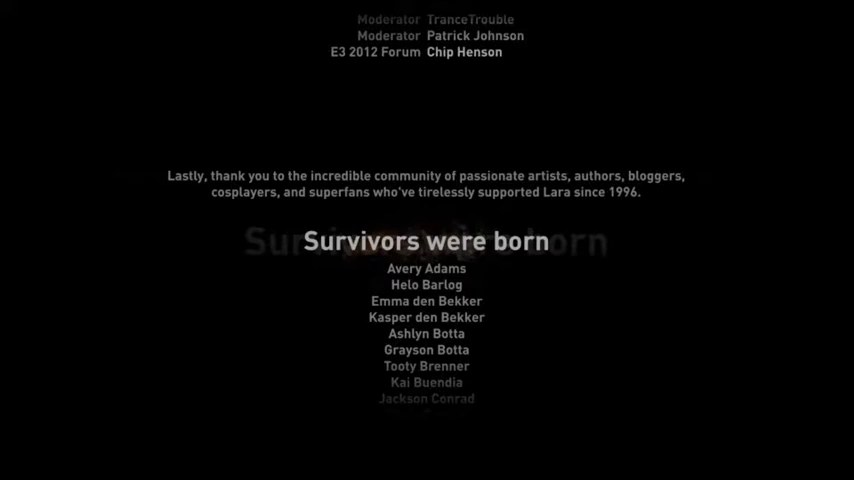 Moderator TranceTrouble
Moderator Patrick Johnson
E3 2012 Forum Chip Henson
Lastly, thank you to the incredible community of passionate artists, authors, bloggers,
cosplayers, and superfans who've tirelessly supported Lara since 1996.
Survivors were born
Avery Adams
Helo Barlog
Emma den Bekker
Kasper den Bekker
Ashlyn Botta
Grayson Botta
Tooty Brenner
Kai Buendia
Jackson Conrad